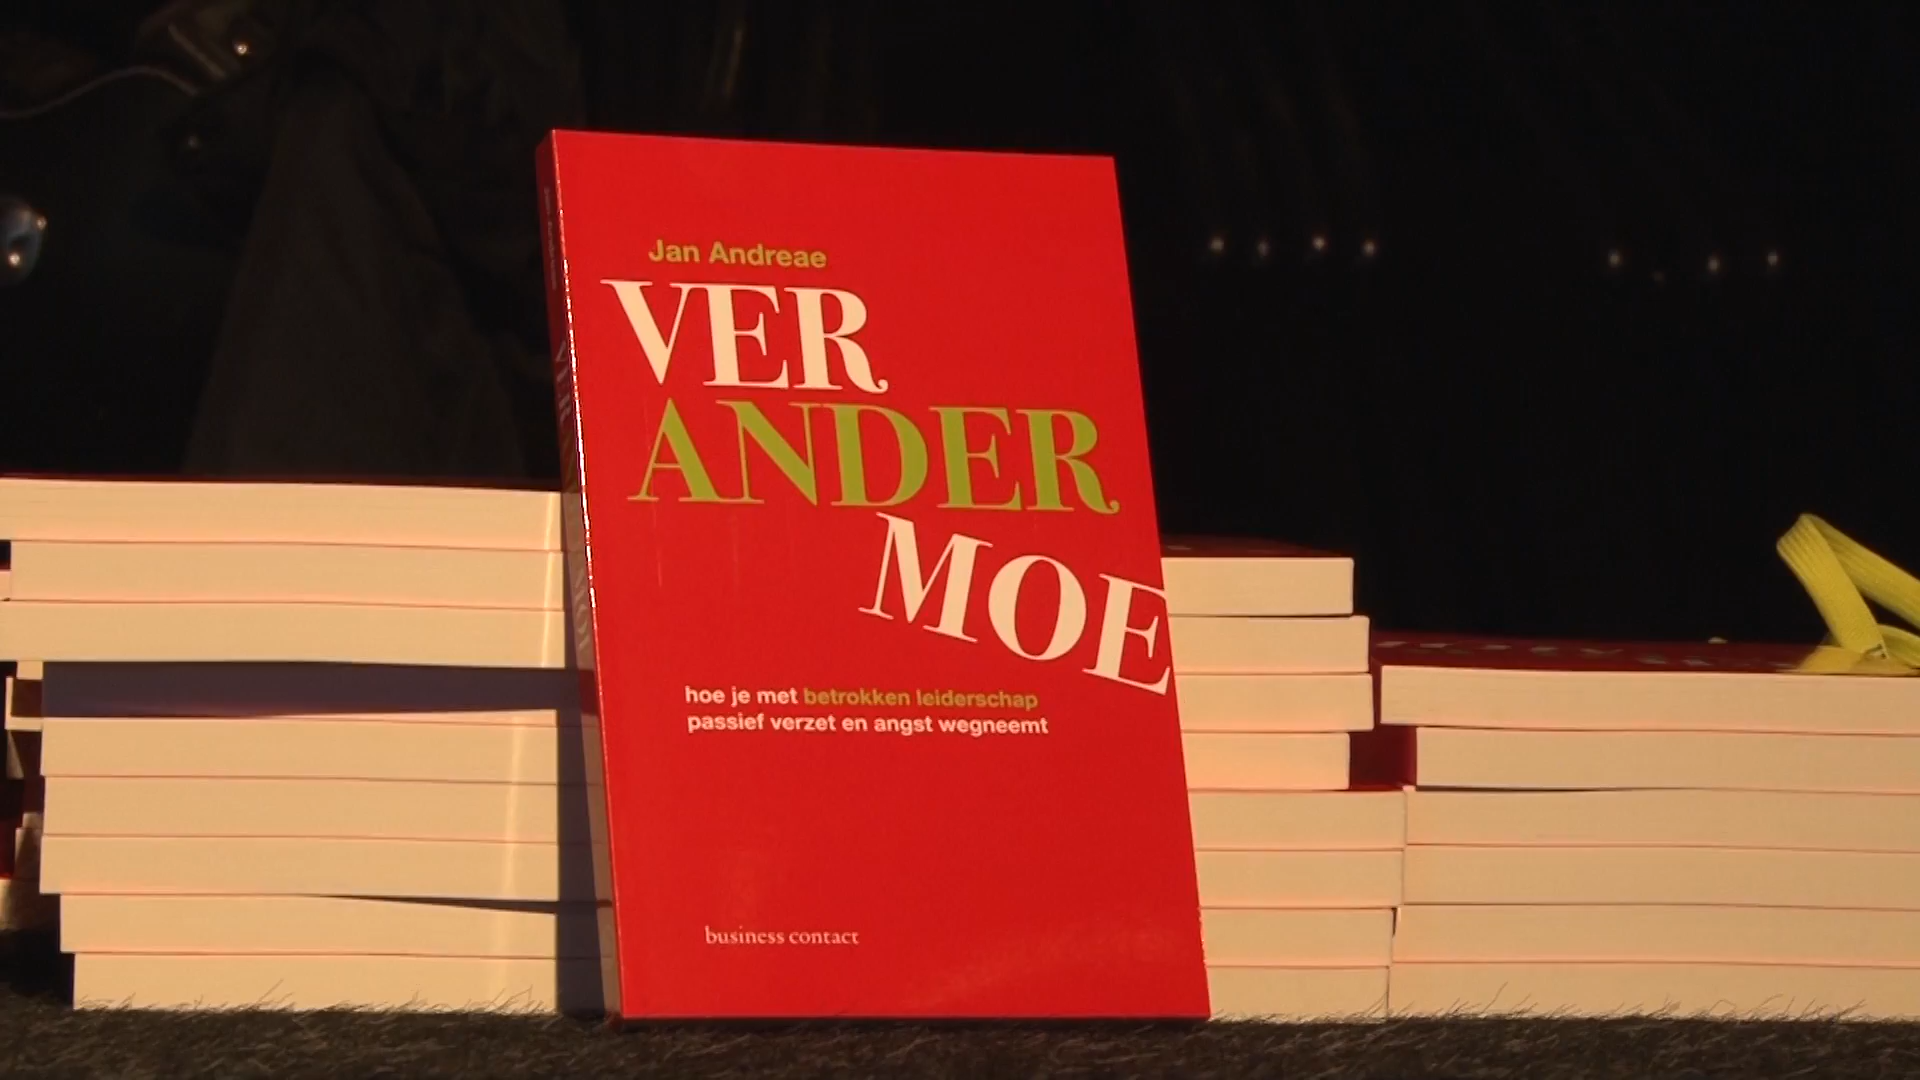 Jan Andreae
VER
ANDER
MOE
hoe je met betrokken leiderschap
passief verzet en angst wegneemt
business contact